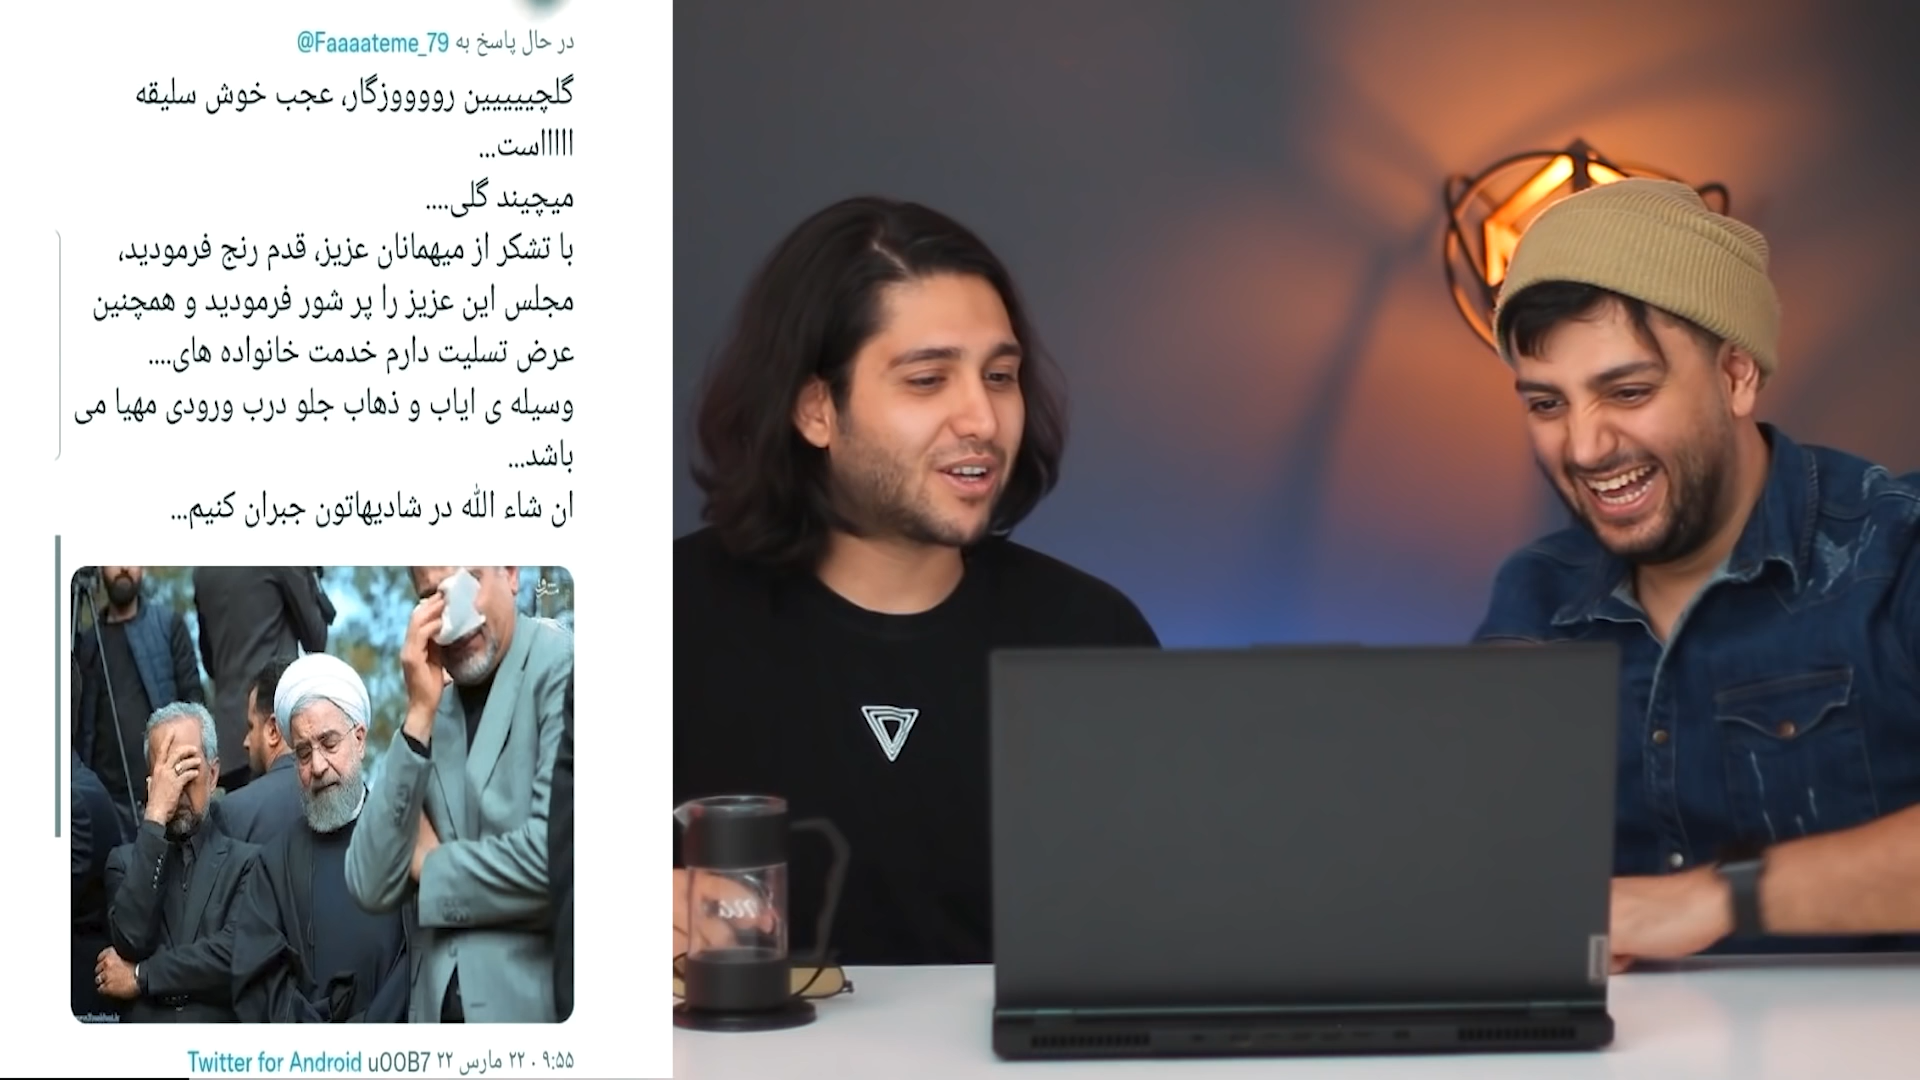 در حال پاسخ به @Faaaateme_79
گلچیییییین رووووزگار، عجب خوش سلیقه
اااااست...
میچیند گلی....
با تشکر از میهمانان عزیز، قدم رنج فرمودید،
مجلس این عزیز را پر شور فرمودید و همچنین
عرض تسلیت دارم خدمت خانواده های....
وسیله ی ایاب و ذهاب جلو درب ورودی مهیا می
باشد...
ان شاء الله در شادیهاتون جبران کنیم...
۹:۵۵ · ۲۲ مارس ۲۲ u00B7 Twitter for Android